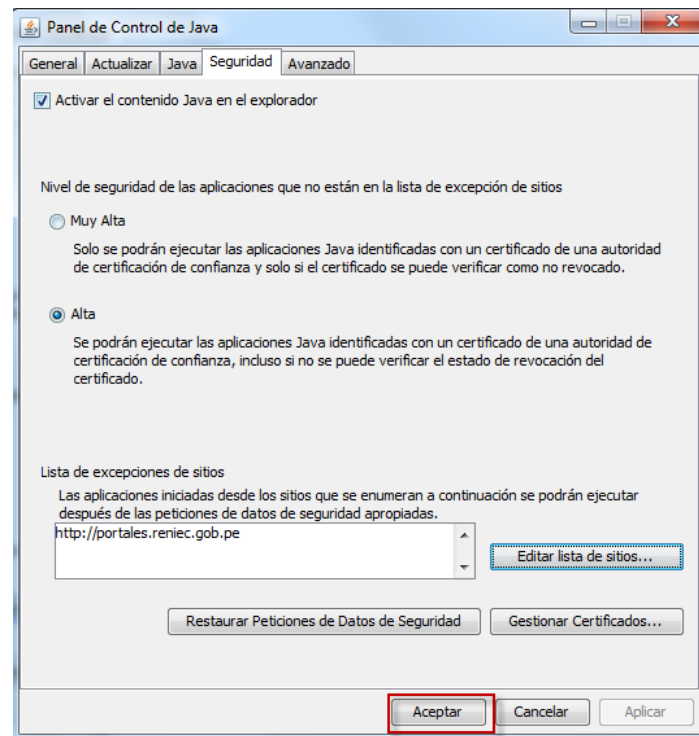 Panel de Control de Java
General Actualizar Java Seguridad Avanzado
Activar el contenido Java en el explorador
Nivel de seguridad de las aplicaciones que no están en la lista de excepción de sitios
Muy Alta
Solo se podrán ejecutar las aplicaciones Java identificadas con un certificado de una autoridad
de certificación de confianza y solo si el certificado se puede verificar como no revocado.
Alta
Se podrán ejecutar las aplicaciones Java identificadas con un certificado de una autoridad de
certificación de confianza, incluso si no se puede verificar el estado de revocación del
certificado.
Lista de excepciones de sitios
Las aplicaciones iniciadas desde los sitios que se enumeran a continuación se podrán ejecutar
después de las peticiones de datos de seguridad apropiadas.
http://portales.reniec.gob.pe
Editar lista de sitios...
Restaurar Peticiones de Datos de Seguridad Gestionar Certificados...
Aceptar Cancelar Aplicar